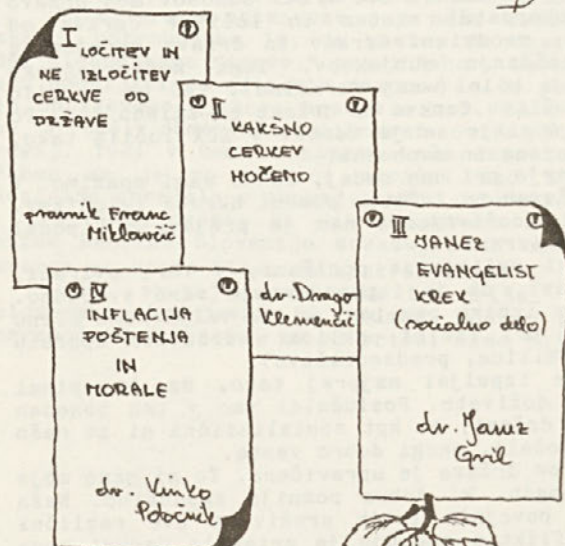 I
LOČITEV IN
NE IZLOČITEV
CERKVE OD
DRŽAVE
pravnik Franc
Miklavčič
II
KAKŠNO
CERKEV
HOČEMO
dr. Drago
Klemenčič
III
JANEZ
EVANGELIST
KREK
(socialno delo)
dr. Janez
Gril
IV
INFLACIJA
POŠTENJA
IN
MORALE
dr. Vinko
Potočnik